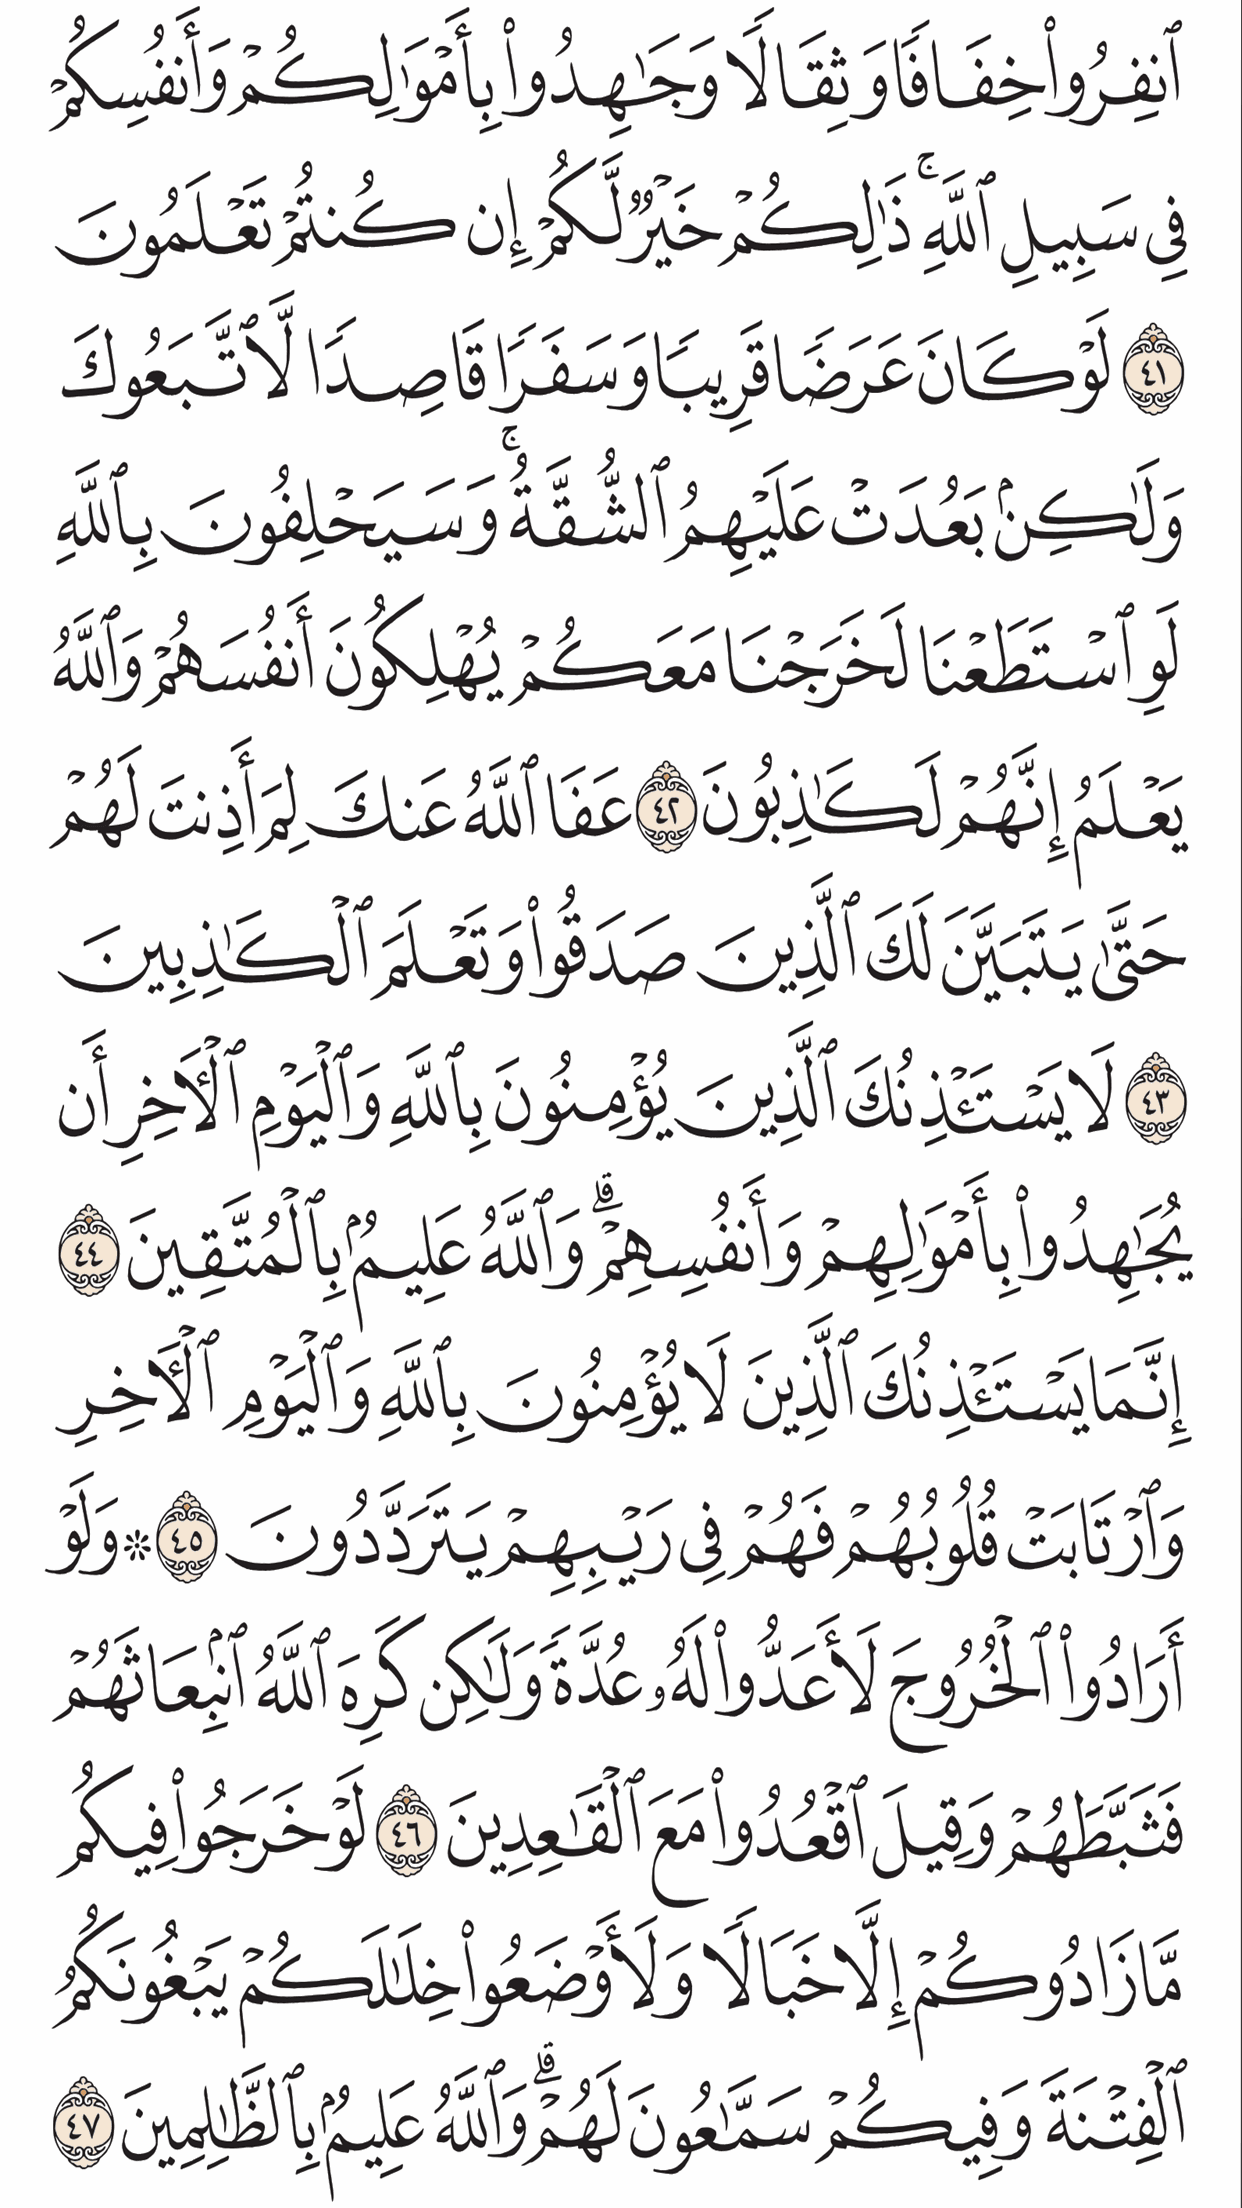 ٱنفِرُوا۟ خِفَافًا وَثِقَالًا وَجَـٰهِدُوا۟ بِأَمْوَٰلِكُمْ وَأَنفُسِكُمْ
فِى سَبِيلِ ٱللَّهِ ۚ ذَٰلِكُمْ خَيْرٌ لَّكُمْ إِن كُنتُمْ تَعْلَمُونَ
٤١ لَوْ كَانَ عَرَضًا قَرِيبًا وَسَفَرًا قَاصِدًا لَّٱتَّبَعُوكَ
وَلَـٰكِنۢ بَعُدَتْ عَلَيْهِمُ ٱلشُّقَّةُ ۚ وَسَيَحْلِفُونَ بِٱللَّهِ
لَوِ ٱسْتَطَعْنَا لَخَرَجْنَا مَعَكُمْ يُهْلِكُونَ أَنفُسَهُمْ وَٱللَّهُ
يَعْلَمُ إِنَّهُمْ لَكَـٰذِبُونَ ٤٢ عَفَا ٱللَّهُ عَنكَ لِمَ أَذِنتَ لَهُمْ
حَتَّىٰ يَتَبَيَّنَ لَكَ ٱلَّذِينَ صَدَقُوا۟ وَتَعْلَمَ ٱلْكَـٰذِبِينَ
٤٣ لَا يَسْتَـْٔذِنُكَ ٱلَّذِينَ يُؤْمِنُونَ بِٱللَّهِ وَٱلْيَوْمِ ٱلْـَٔاخِرِ أَن
يُجَـٰهِدُوا۟ بِأَمْوَٰلِهِمْ وَأَنفُسِهِمْ ۗ وَٱللَّهُ عَلِيمٌۢ بِٱلْمُتَّقِينَ ٤٤
إِنَّمَا يَسْتَـْٔذِنُكَ ٱلَّذِينَ لَا يُؤْمِنُونَ بِٱللَّهِ وَٱلْيَوْمِ ٱلْـَٔاخِرِ
وَٱرْتَابَتْ قُلُوبُهُمْ فَهُمْ فِى رَيْبِهِمْ يَتَرَدَّدُونَ ٤٥ * وَلَوْ
أَرَادُوا۟ ٱلْخُرُوجَ لَأَعَدُّوا۟ لَهُۥ عُدَّةً وَلَـٰكِن كَرِهَ ٱللَّهُ ٱنۢبِعَاثَهُمْ
فَثَبَّطَهُمْ وَقِيلَ ٱقْعُدُوا۟ مَعَ ٱلْقَـٰعِدِينَ ٤٦ لَوْ خَرَجُوا۟ فِيكُم
مَّا زَادُوكُمْ إِلَّا خَبَالًا وَلَأَوْضَعُوا۟ خِلَـٰلَكُمْ يَبْغُونَكُمُ
ٱلْفِتْنَةَ وَفِيكُمْ سَمَّـٰعُونَ لَهُمْ ۗ وَٱللَّهُ عَلِيمٌۢ بِٱلظَّـٰلِمِينَ ٤٧